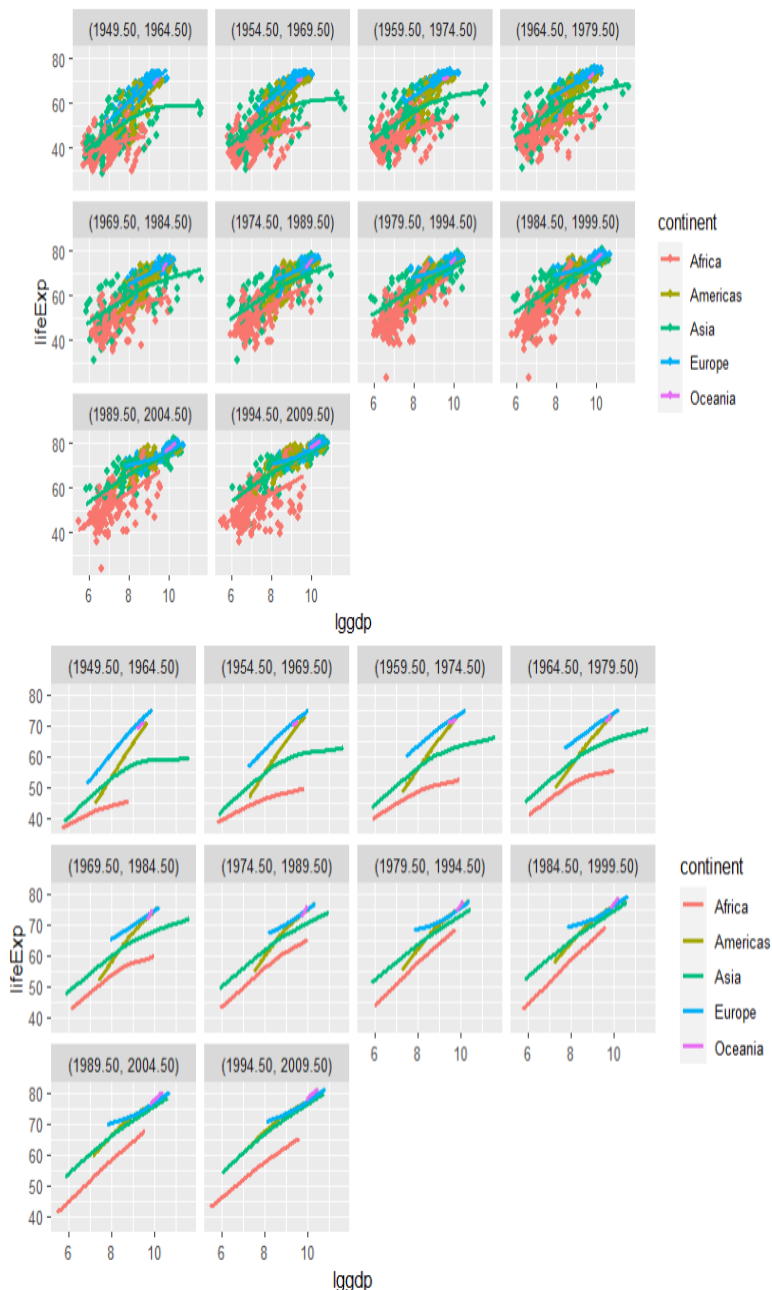 (1949.50, 1964.50) (1954.50, 1969.50) (1959.50, 1974.50) (1964.50, 1979.50)
80
60
40
(1969.50, 1984.50) (1974.50, 1989.50) (1979.50, 1994.50) (1984.50, 1999.50)
80
60
40
6 8 10 6 8 10
(1989.50, 2004.50) (1994.50, 2009.50)
80
60
40
6 8 10 6 8 10
lifeExp
lggdp
continent
Africa
Americas
Asia
Europe
Oceania
(1949.50, 1964.50) (1954.50, 1969.50) (1959.50, 1974.50) (1964.50, 1979.50)
80
70
60
50
40
(1969.50, 1984.50) (1974.50, 1989.50) (1979.50, 1994.50) (1984.50, 1999.50)
80
70
60
50
40
6 8 10 6 8 10
(1989.50, 2004.50) (1994.50, 2009.50)
80
70
60
50
40
6 8 10 6 8 10
lifeExp
lggdp
continent
Africa
Americas
Asia
Europe
Oceania